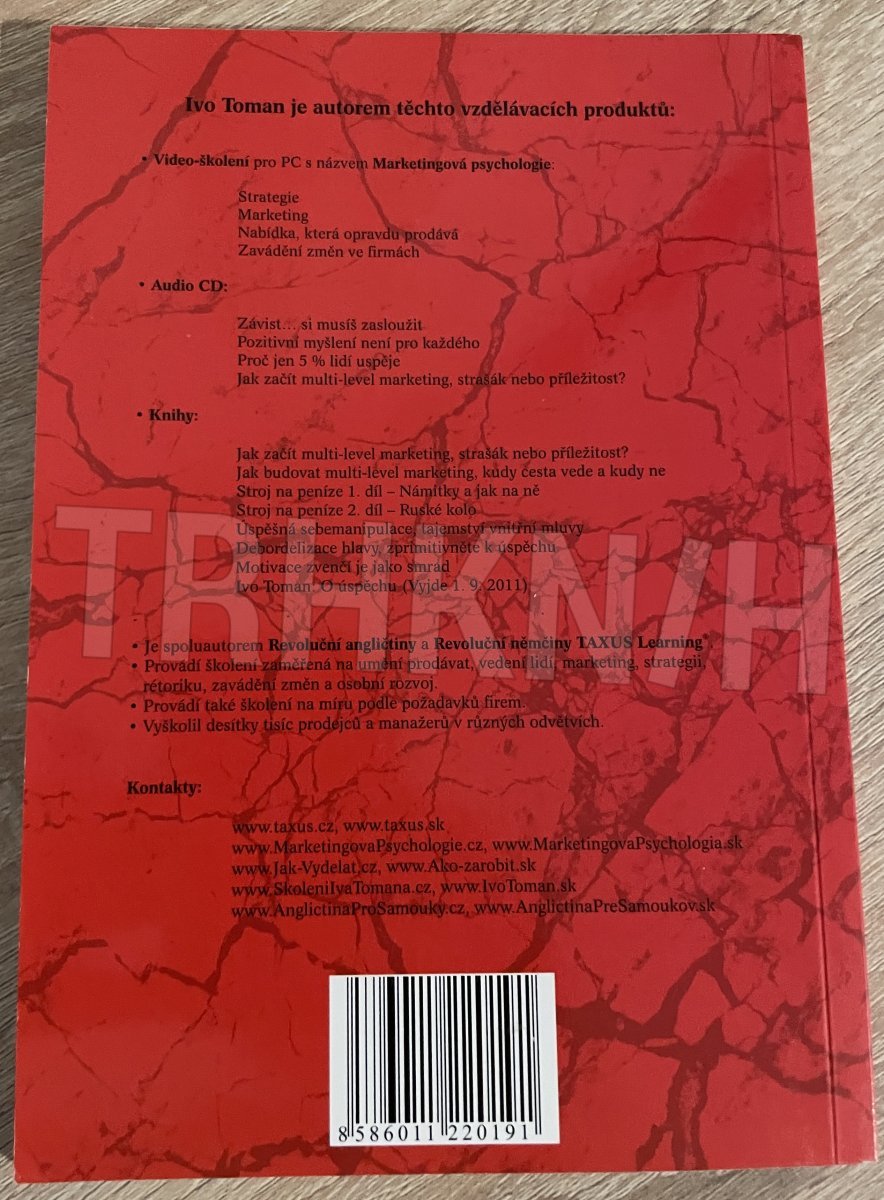 Ivo Toman je autorem těchto vzdělávacích produktů:
• Video-školení pro PC s názvem Marketingová psychologie:
Strategie
Marketing
Nabídka, která opravdu prodává
Zavádění změn ve firmách
• Audio CD:
Závist... si musíš zasloužit
Pozitivní myšlení není pro každého
Proč jen 5 % lidí uspěje
Jak začít multi-level marketing, strašák nebo příležitost?
• Knihy:
Jak začít multi-level marketing, strašák nebo příležitost?
Jak budovat multi-level marketing, kudy cesta vede a kudy ne
Stroj na peníze 1. díl – Námitky a jak na ně
Stroj na peníze 2. díl – Ruské kolo
Úspěšná sebemanipulace, tajemství vnitřní mluvy
Debordelizace hlavy, zprimitivněte k úspěchu
Motivace zvenčí je jako smrad
Ivo Toman: O úspěchu (Vyjde 1. 9. 2011)
TBHKN/H
• Je spoluautorem Revoluční angličtiny a Revoluční němčiny TAXUS Learning®.
• Provádí školení zaměřená na umění prodávat, vedení lidí, marketing, strategii,
rétoriku, zavádění změn a osobní rozvoj.
• Provádí také školení na míru podle požadavků firem.
• Vyškolil desítky tisíc prodejců a manažerů v různých odvětvích.
Kontakty:
www.taxus.cz, www.taxus.sk
www.MarketingovaPsychologie.cz, www.MarketingovaPsychologia.sk
www.Jak-Vydelat.cz, www.Ako-zarobit.sk
www.SkoleniIvaTomana.cz, www.IvoToman.sk
www.AnglictinaProSamouky.cz, www.AnglictinaPreSamoukov.sk
8 586011 220191